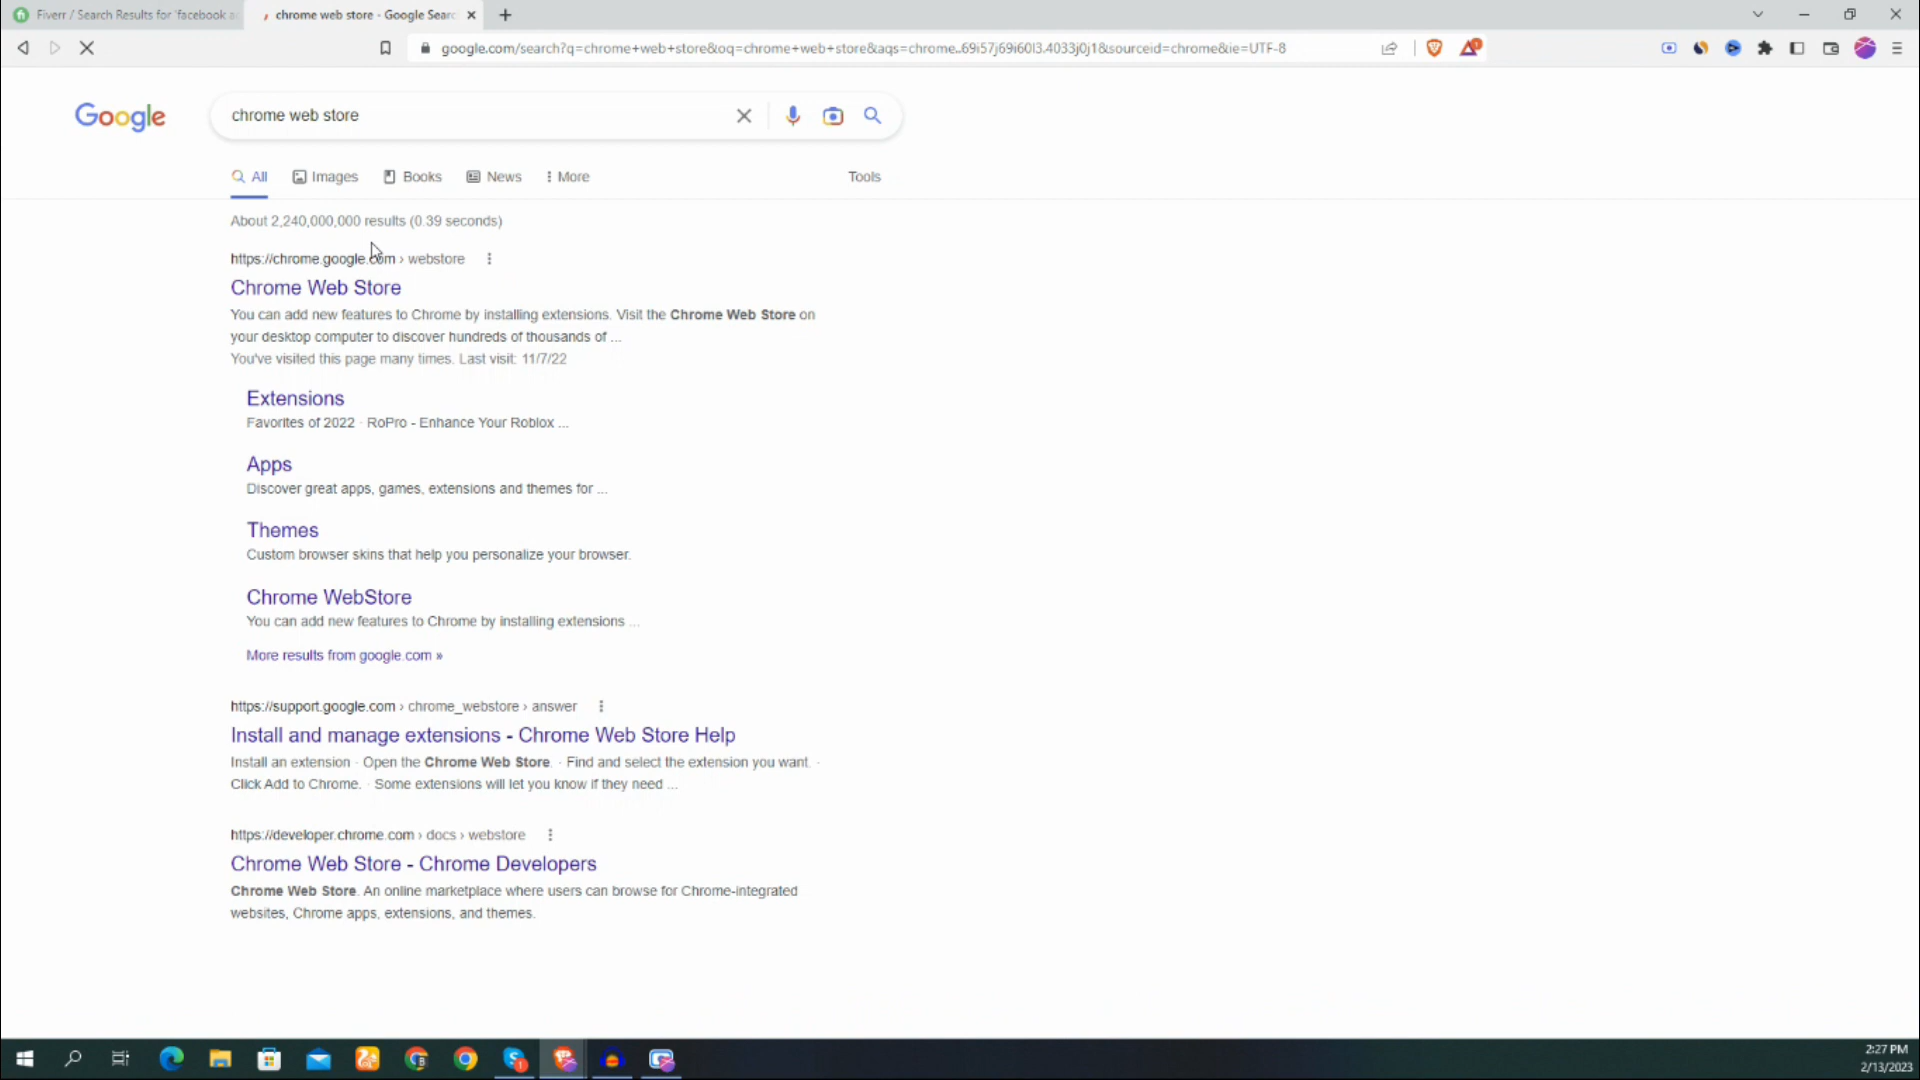 Fiverr / Search Results for 'facebook a
chrome web store - Google Searc
google.com/search?q=chrome+web+store&oq=chrome+web+store&aqs=chrome..69i57j69i60l3.4033j0j1&sourceid=chrome&ie=UTF-8
Google
chrome web store
All
Images
Books
News
More
Tools
About 2,240,000,000 results (0.39 seconds)
https://chrome.google.com › webstore
Chrome Web Store
You can add new features to Chrome by installing extensions. Visit the Chrome Web Store on
your desktop computer to discover hundreds of thousands of ...
You've visited this page many times. Last visit: 11/7/22
Extensions
Favorites of 2022 · RoPro - Enhance Your Roblox ...
Apps
Discover great apps, games, extensions and themes for ...
Themes
Custom browser skins that help you personalize your browser.
Chrome WebStore
You can add new features to Chrome by installing extensions ...
More results from google.com »
https://support.google.com › chrome_webstore › answer
Install and manage extensions - Chrome Web Store Help
Install an extension · Open the Chrome Web Store. · Find and select the extension you want. ·
Click Add to Chrome. · Some extensions will let you know if they need ...
https://developer.chrome.com › docs › webstore
Chrome Web Store - Chrome Developers
Chrome Web Store. An online marketplace where users can browse for Chrome-integrated
websites, Chrome apps, extensions, and themes.
2:27 PM
2/13/2023